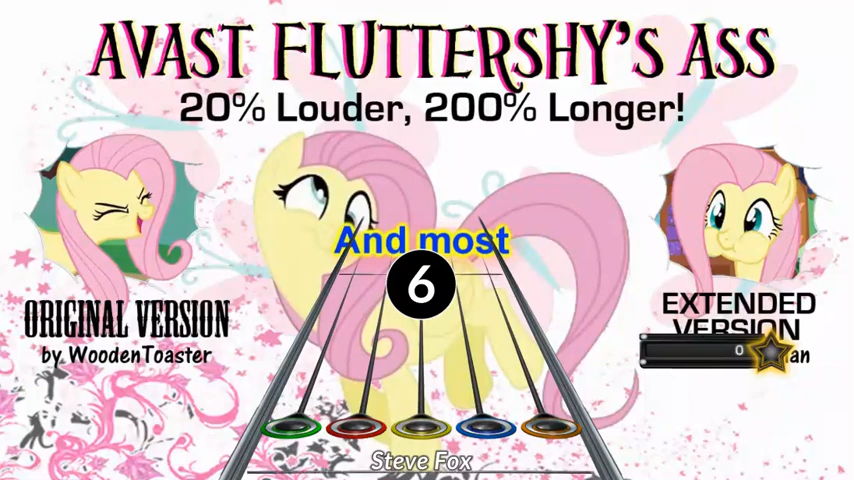 AVAST FLUTTERSHY'S ASS
20% Louder, 200% Longer!
And most
6
ORIGINAL VERSION
by WoodenToaster
EXTENDED
VERSION
0
an
Steve Fox